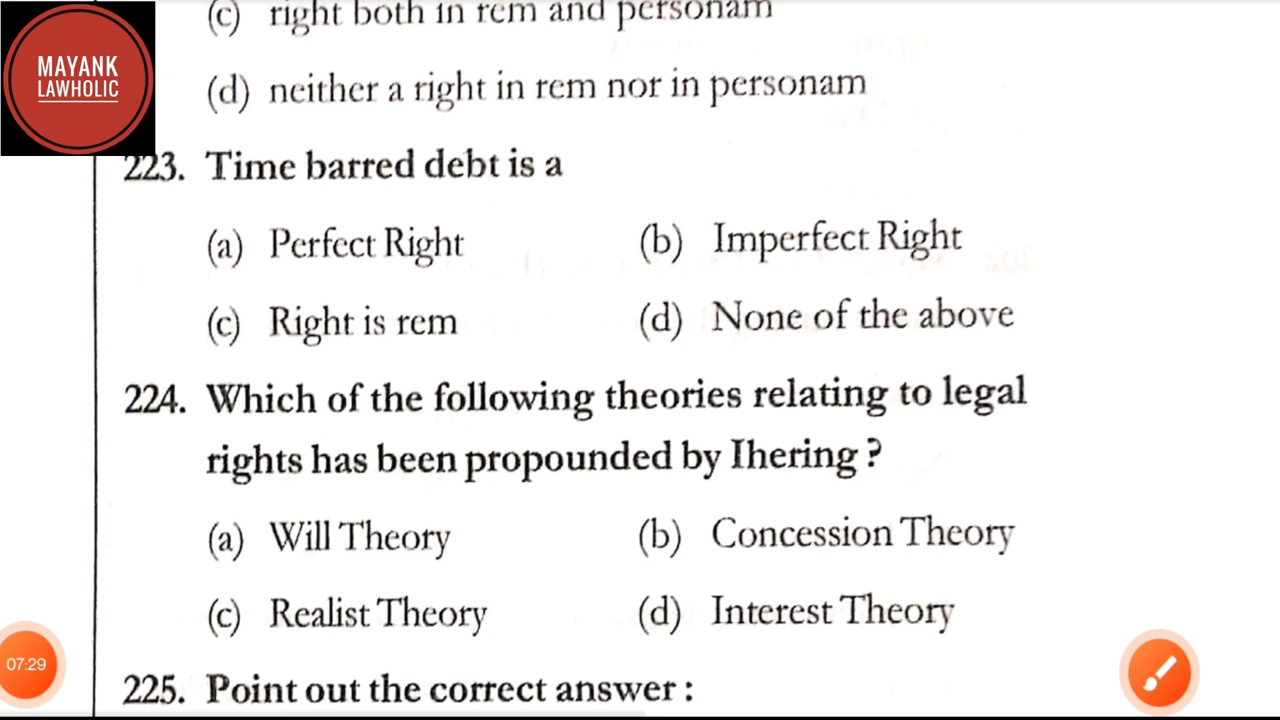 MAYANK
LAWHOLIC
(c) right both in rem and personam
(d) neither a right in rem nor in personam
223. Time barred debt is a
(a) Perfect Right (b) Imperfect Right
(c) Right is rem (d) None of the above
224. Which of the following theories relating to legal
rights has been propounded by Ihering ?
(a) Will Theory (b) Concession Theory
(c) Realist Theory (d) Interest Theory
07:29
225. Point out the correct answer :